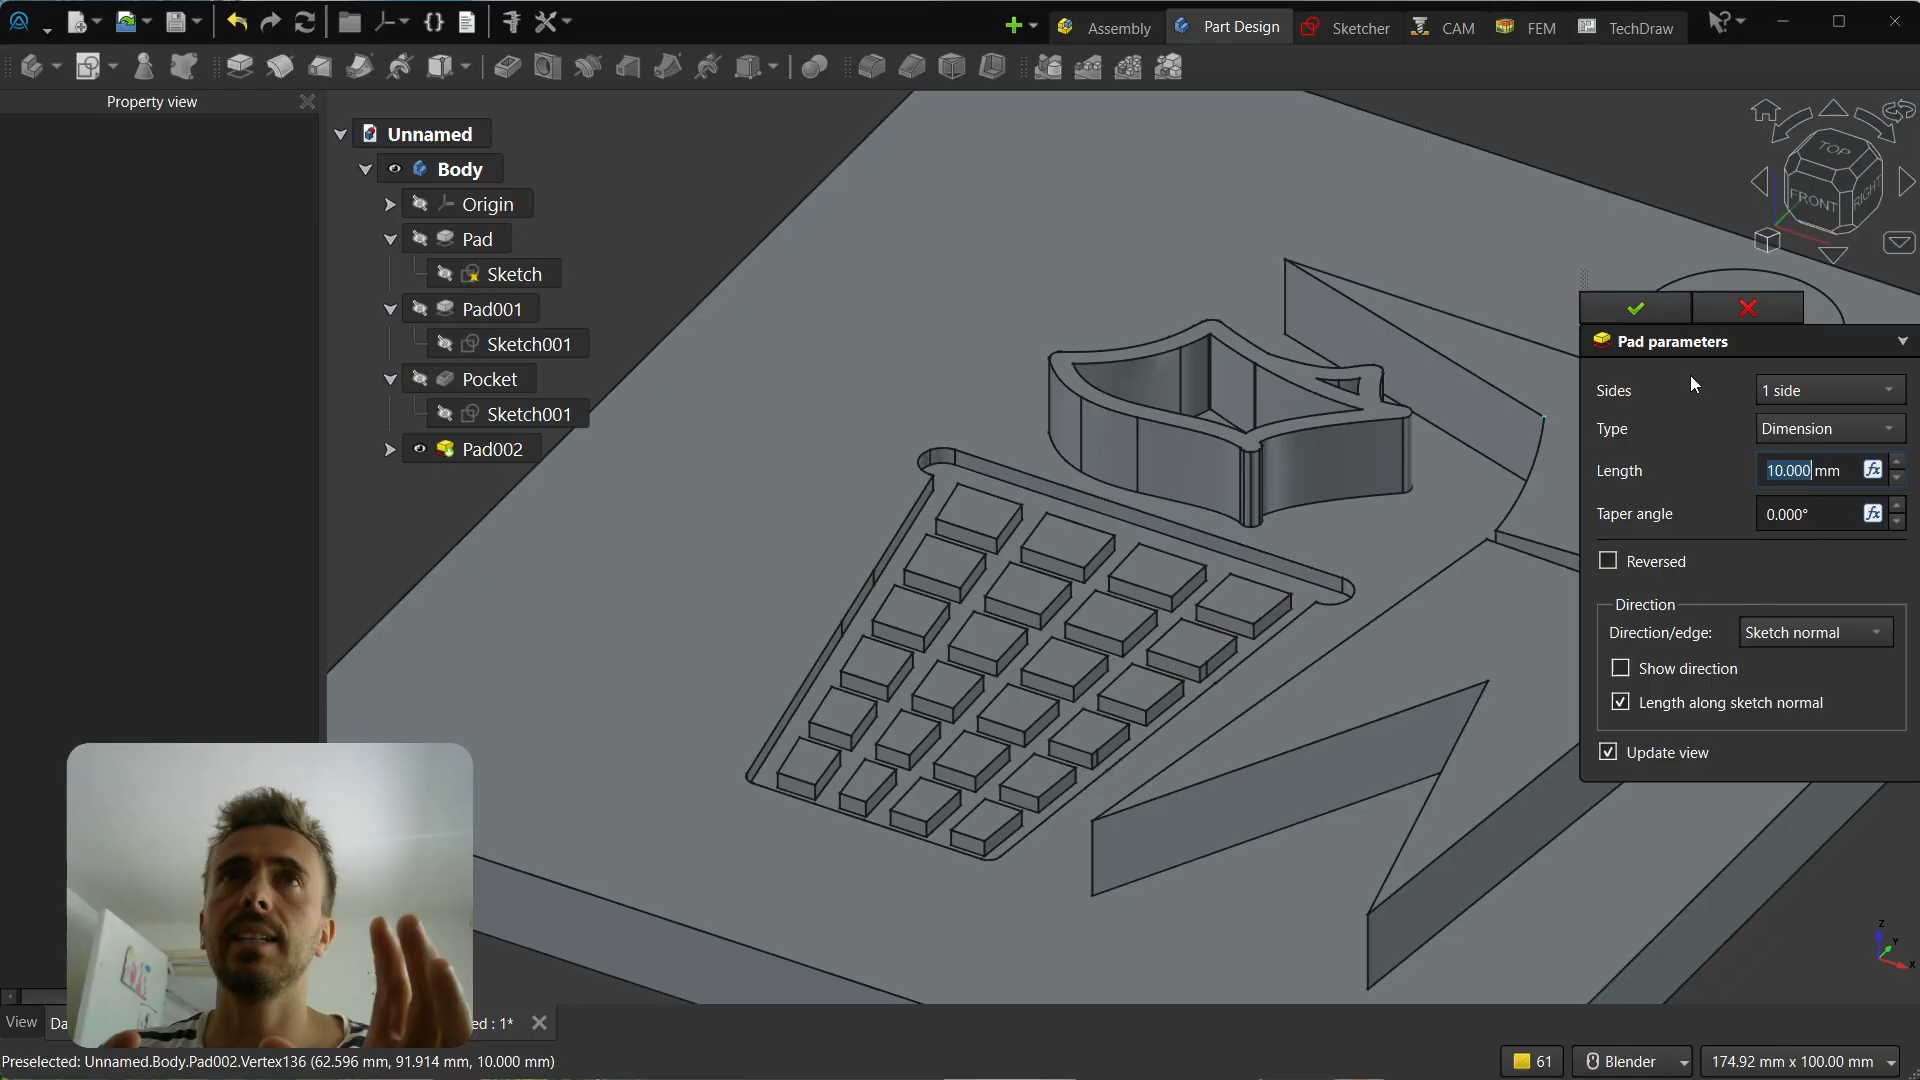 Assembly
Part Design
Sketcher
CAM
FEM
TechDraw
Property view
Unnamed
Body
Origin
Pad
Sketch
Pad001
Sketch001
Pocket
Sketch001
Pad002
TOP
FRONT
RIGHT
Pad parameters
Sides
1 side
Type
Dimension
Length
10.000 mm
fx
Taper angle
0.000°
fx
Reversed
Direction
Direction/edge:
Sketch normal
Show direction
Length along sketch normal
Update view
Z
Y
X
View
Da
ed : 1*
Preselected: Unnamed.Body.Pad002.Vertex136 (62.596 mm, 91.914 mm, 10.000 mm)
61
Blender
174.92 mm x 100.00 mm